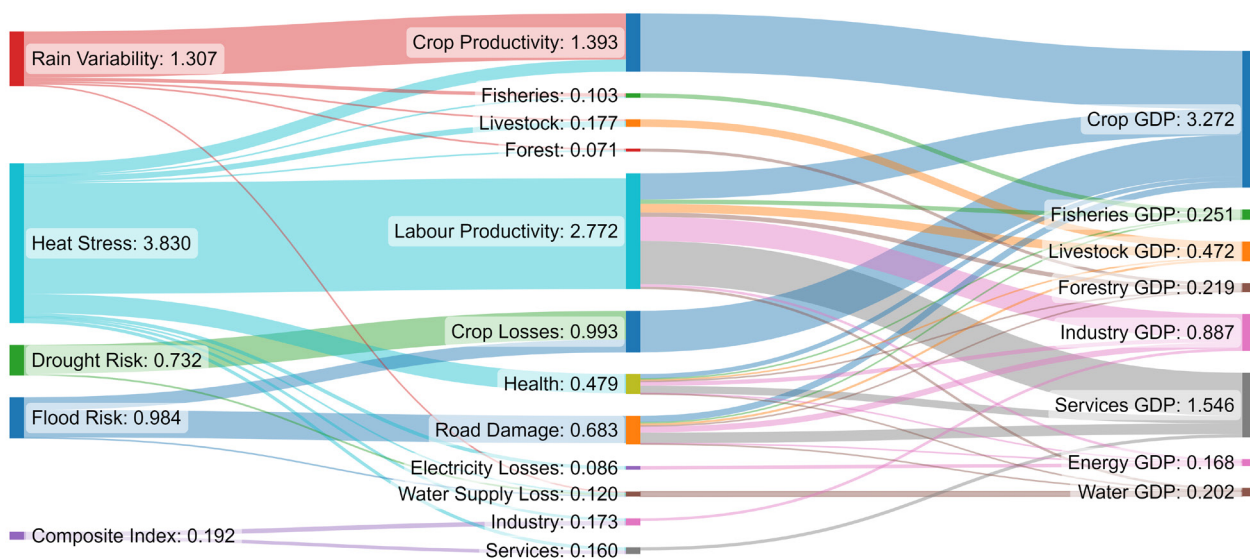 Rain Variability: 1.307
Heat Stress: 3.830
Drought Risk: 0.732
Flood Risk: 0.984
Composite Index: 0.192
Crop Productivity: 1.393
Fisheries: 0.103
Livestock: 0.177
Forest: 0.071
Labour Productivity: 2.772
Crop Losses: 0.993
Health: 0.479
Road Damage: 0.683
Electricity Losses: 0.086
Water Supply Loss: 0.120
Industry: 0.173
Services: 0.160
Crop GDP: 3.272
Fisheries GDP: 0.251
Livestock GDP: 0.472
Forestry GDP: 0.219
Industry GDP: 0.887
Services GDP: 1.546
Energy GDP: 0.168
Water GDP: 0.202